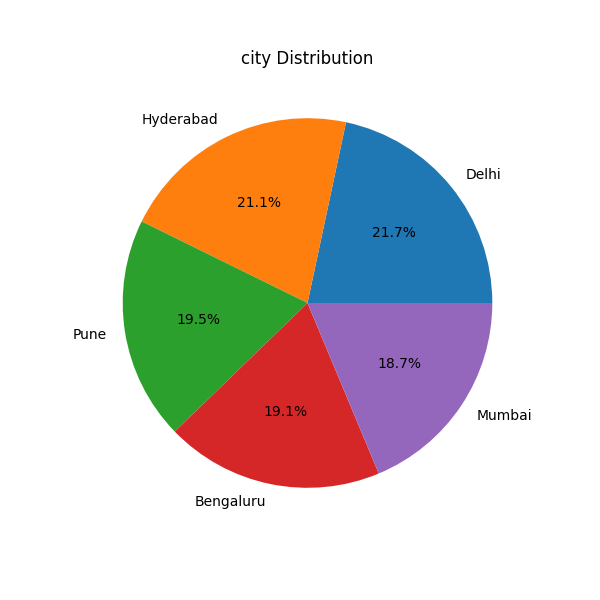 city Distribution
Hyderabad
Delhi
21.1%
21.7%
19.5%
Pune
18.7%
19.1%
Mumbai
Bengaluru